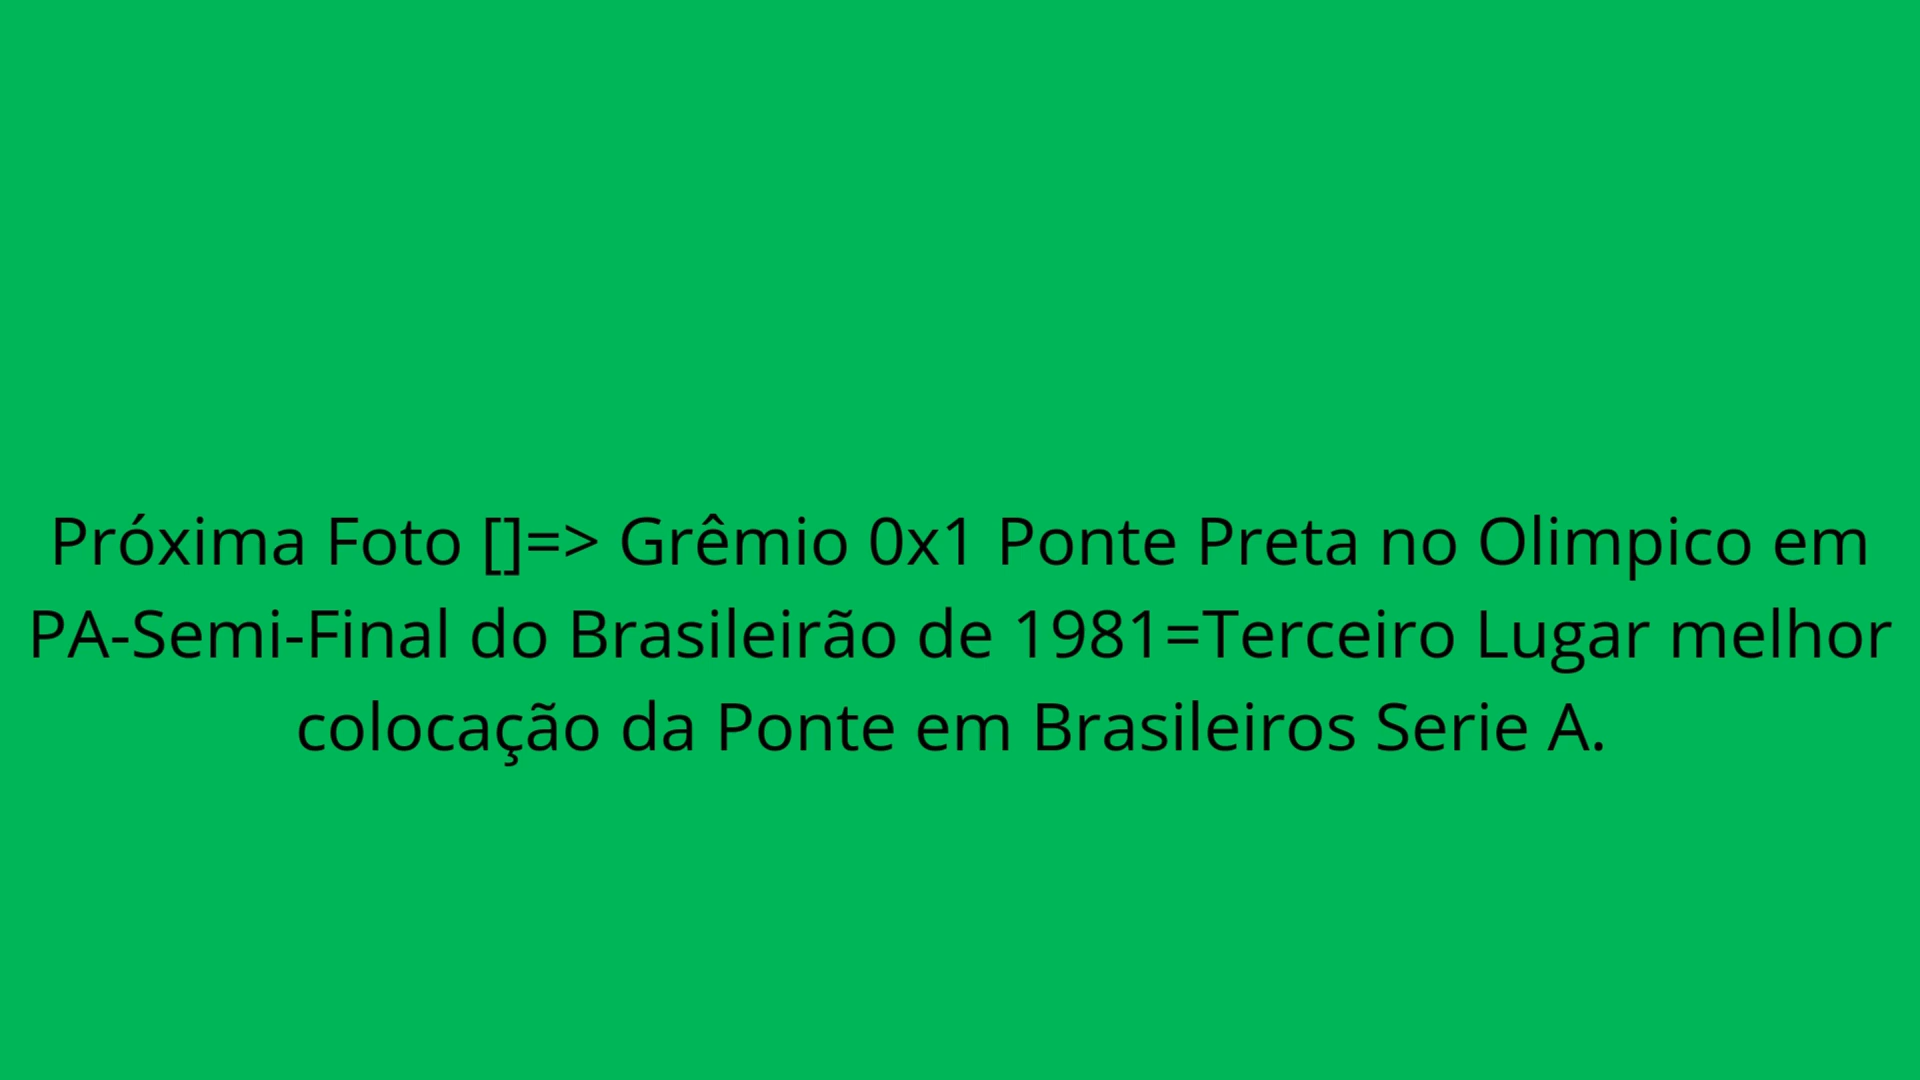 Próxima Foto []=> Grêmio 0x1 Ponte Preta no Olimpico em
PA-Semi-Final do Brasileirão de 1981=Terceiro Lugar melhor
colocação da Ponte em Brasileiros Serie A.